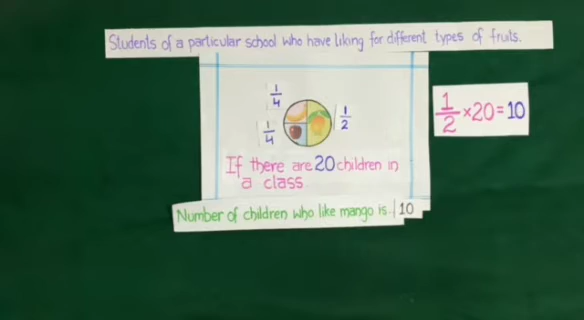 Students of a particular school who have liking for different types of fruits.
1/4
1/4
1/2
1/2 ×20=10
If there are 20 children in
a class.
Number of children who like mango is. 10